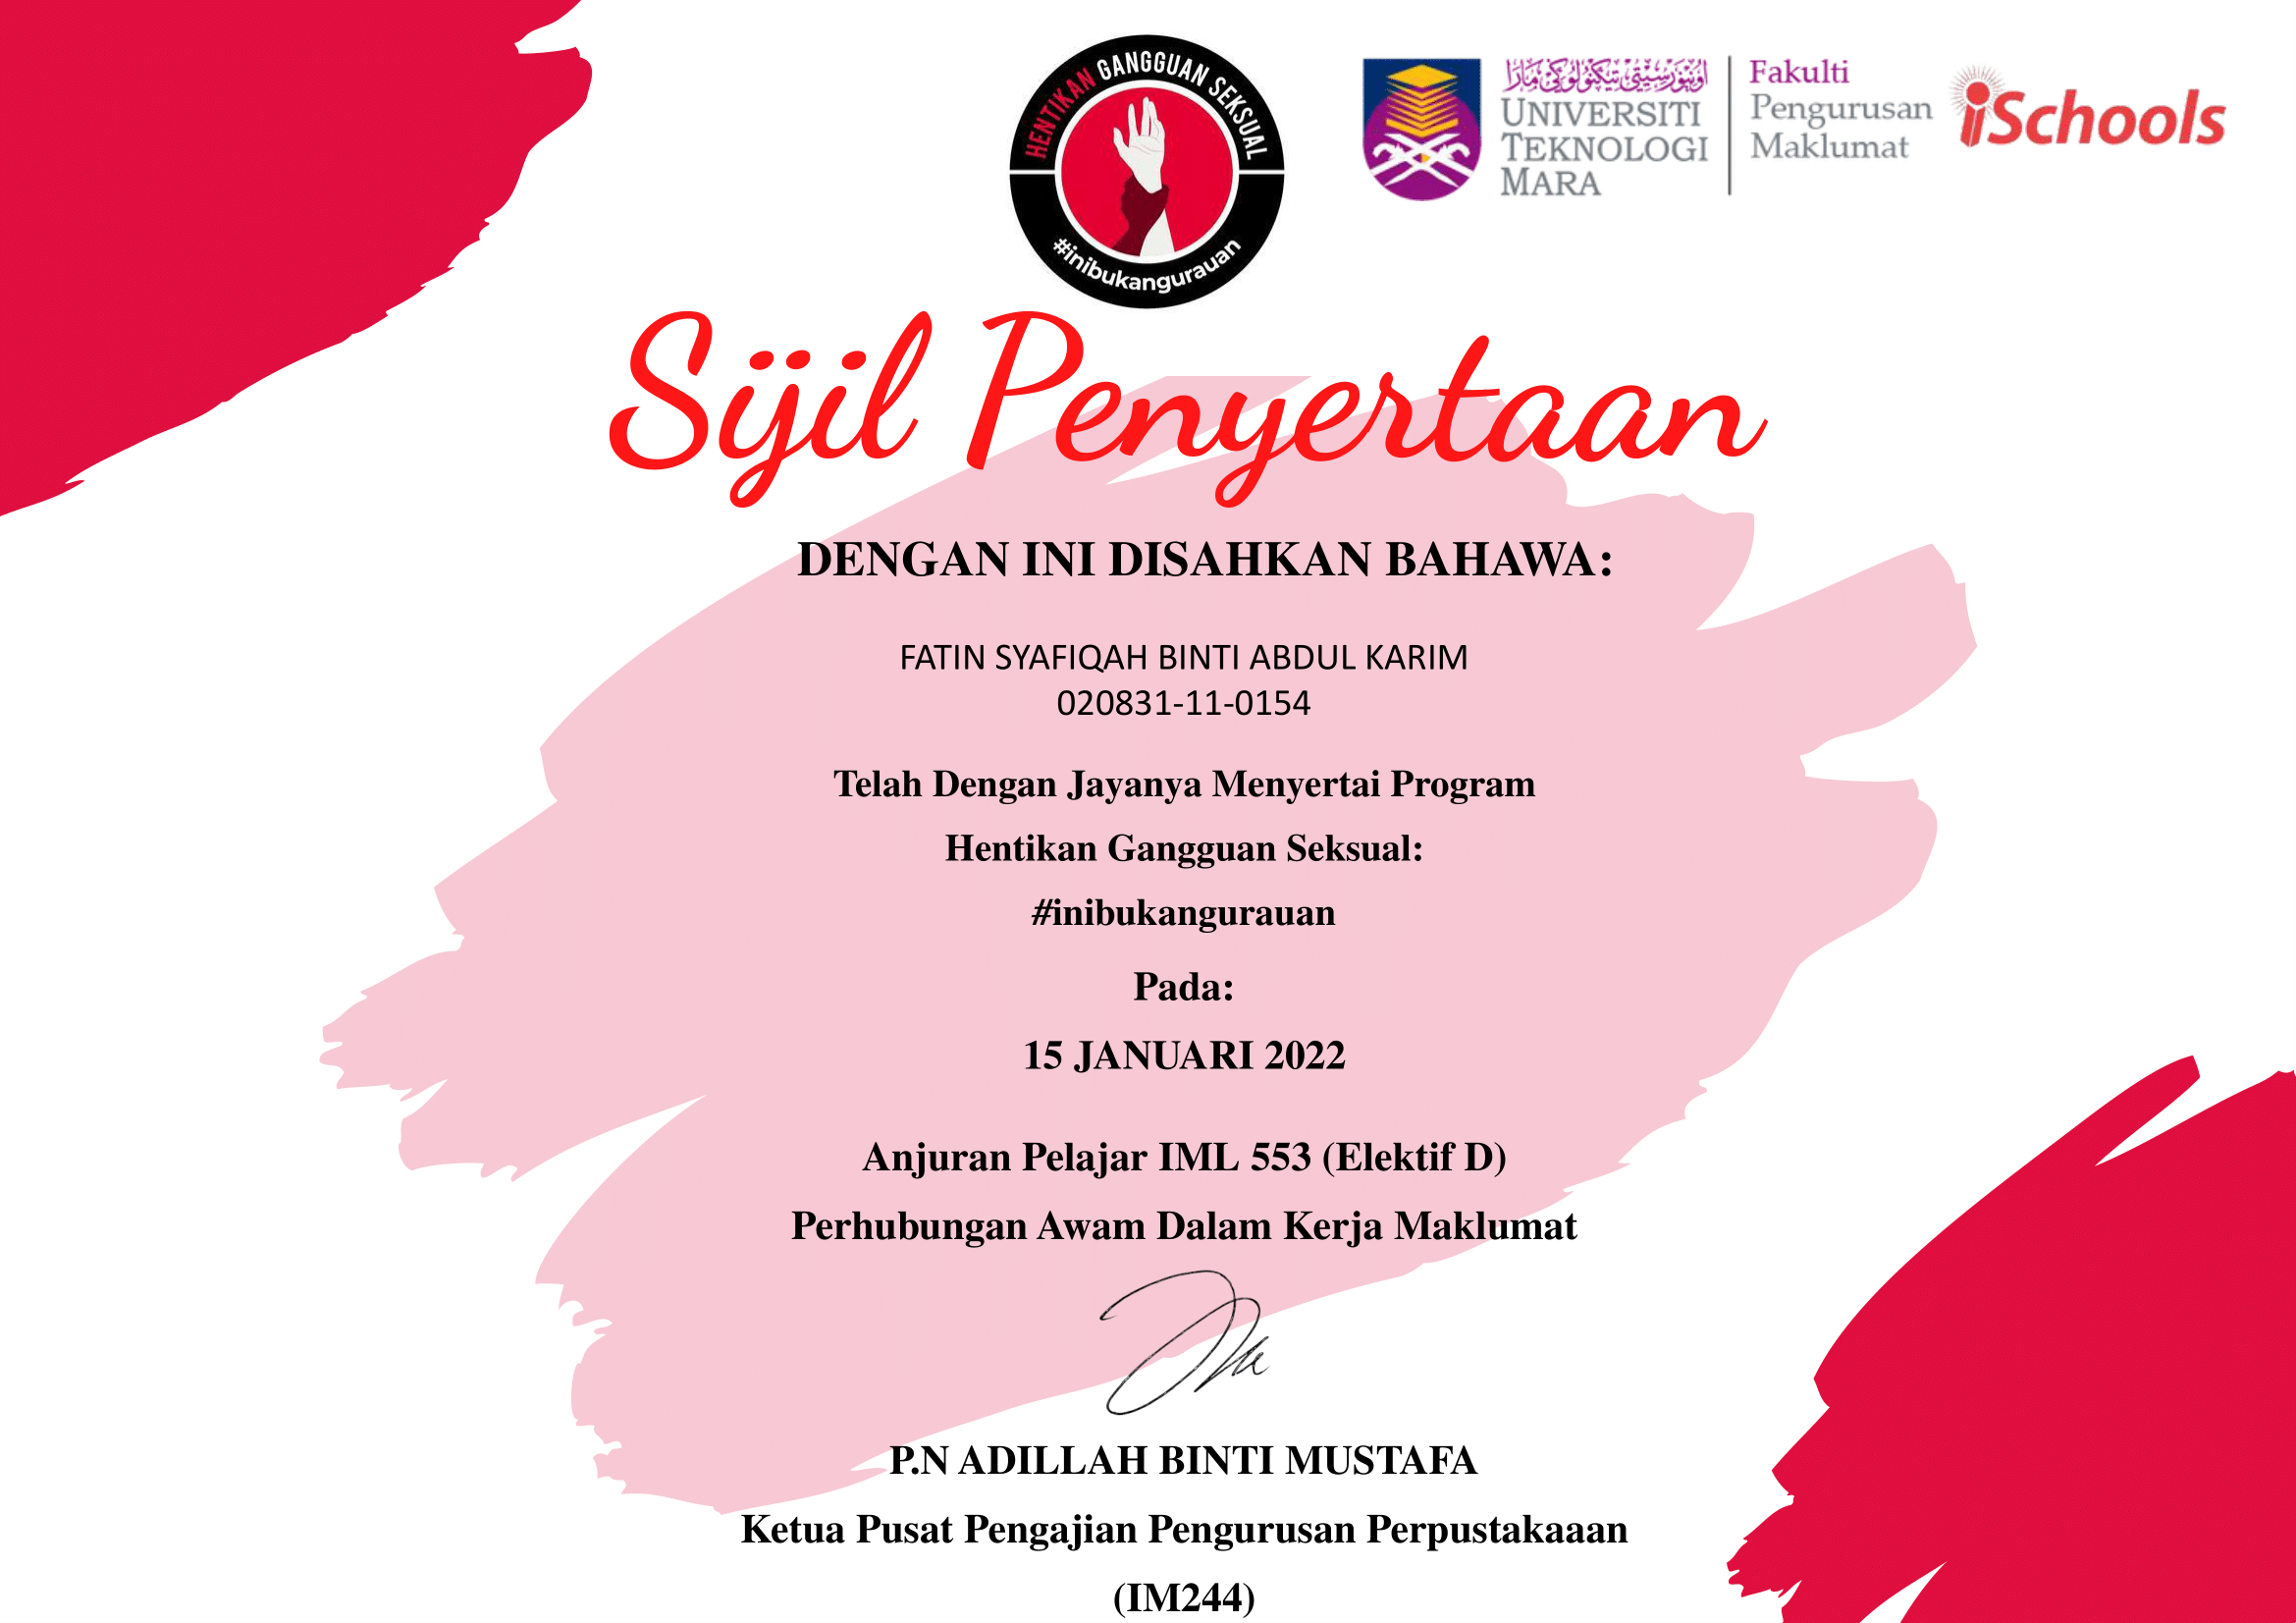 HENTIKAN GANGGUAN SEKSUAL
#inibukangurauan
اونيۏرسيتي تيكنولوݢي مارا
UNIVERSITI
TEKNOLOGI
MARA
Fakulti
Pengurusan
Maklumat
iSchools
Sijil Penyertaan
DENGAN INI DISAHKAN BAHAWA:
FATIN SYAFIQAH BINTI ABDUL KARIM
020831-11-0154
Telah Dengan Jayanya Menyertai Program
Hentikan Gangguan Seksual:
#inibukangurauan
Pada:
15 JANUARI 2022
Anjuran Pelajar IML 553 (Elektif D)
Perhubungan Awam Dalam Kerja Maklumat
P.N ADILLAH BINTI MUSTAFA
Ketua Pusat Pengajian Pengurusan Perpustakaaan
(IM244)